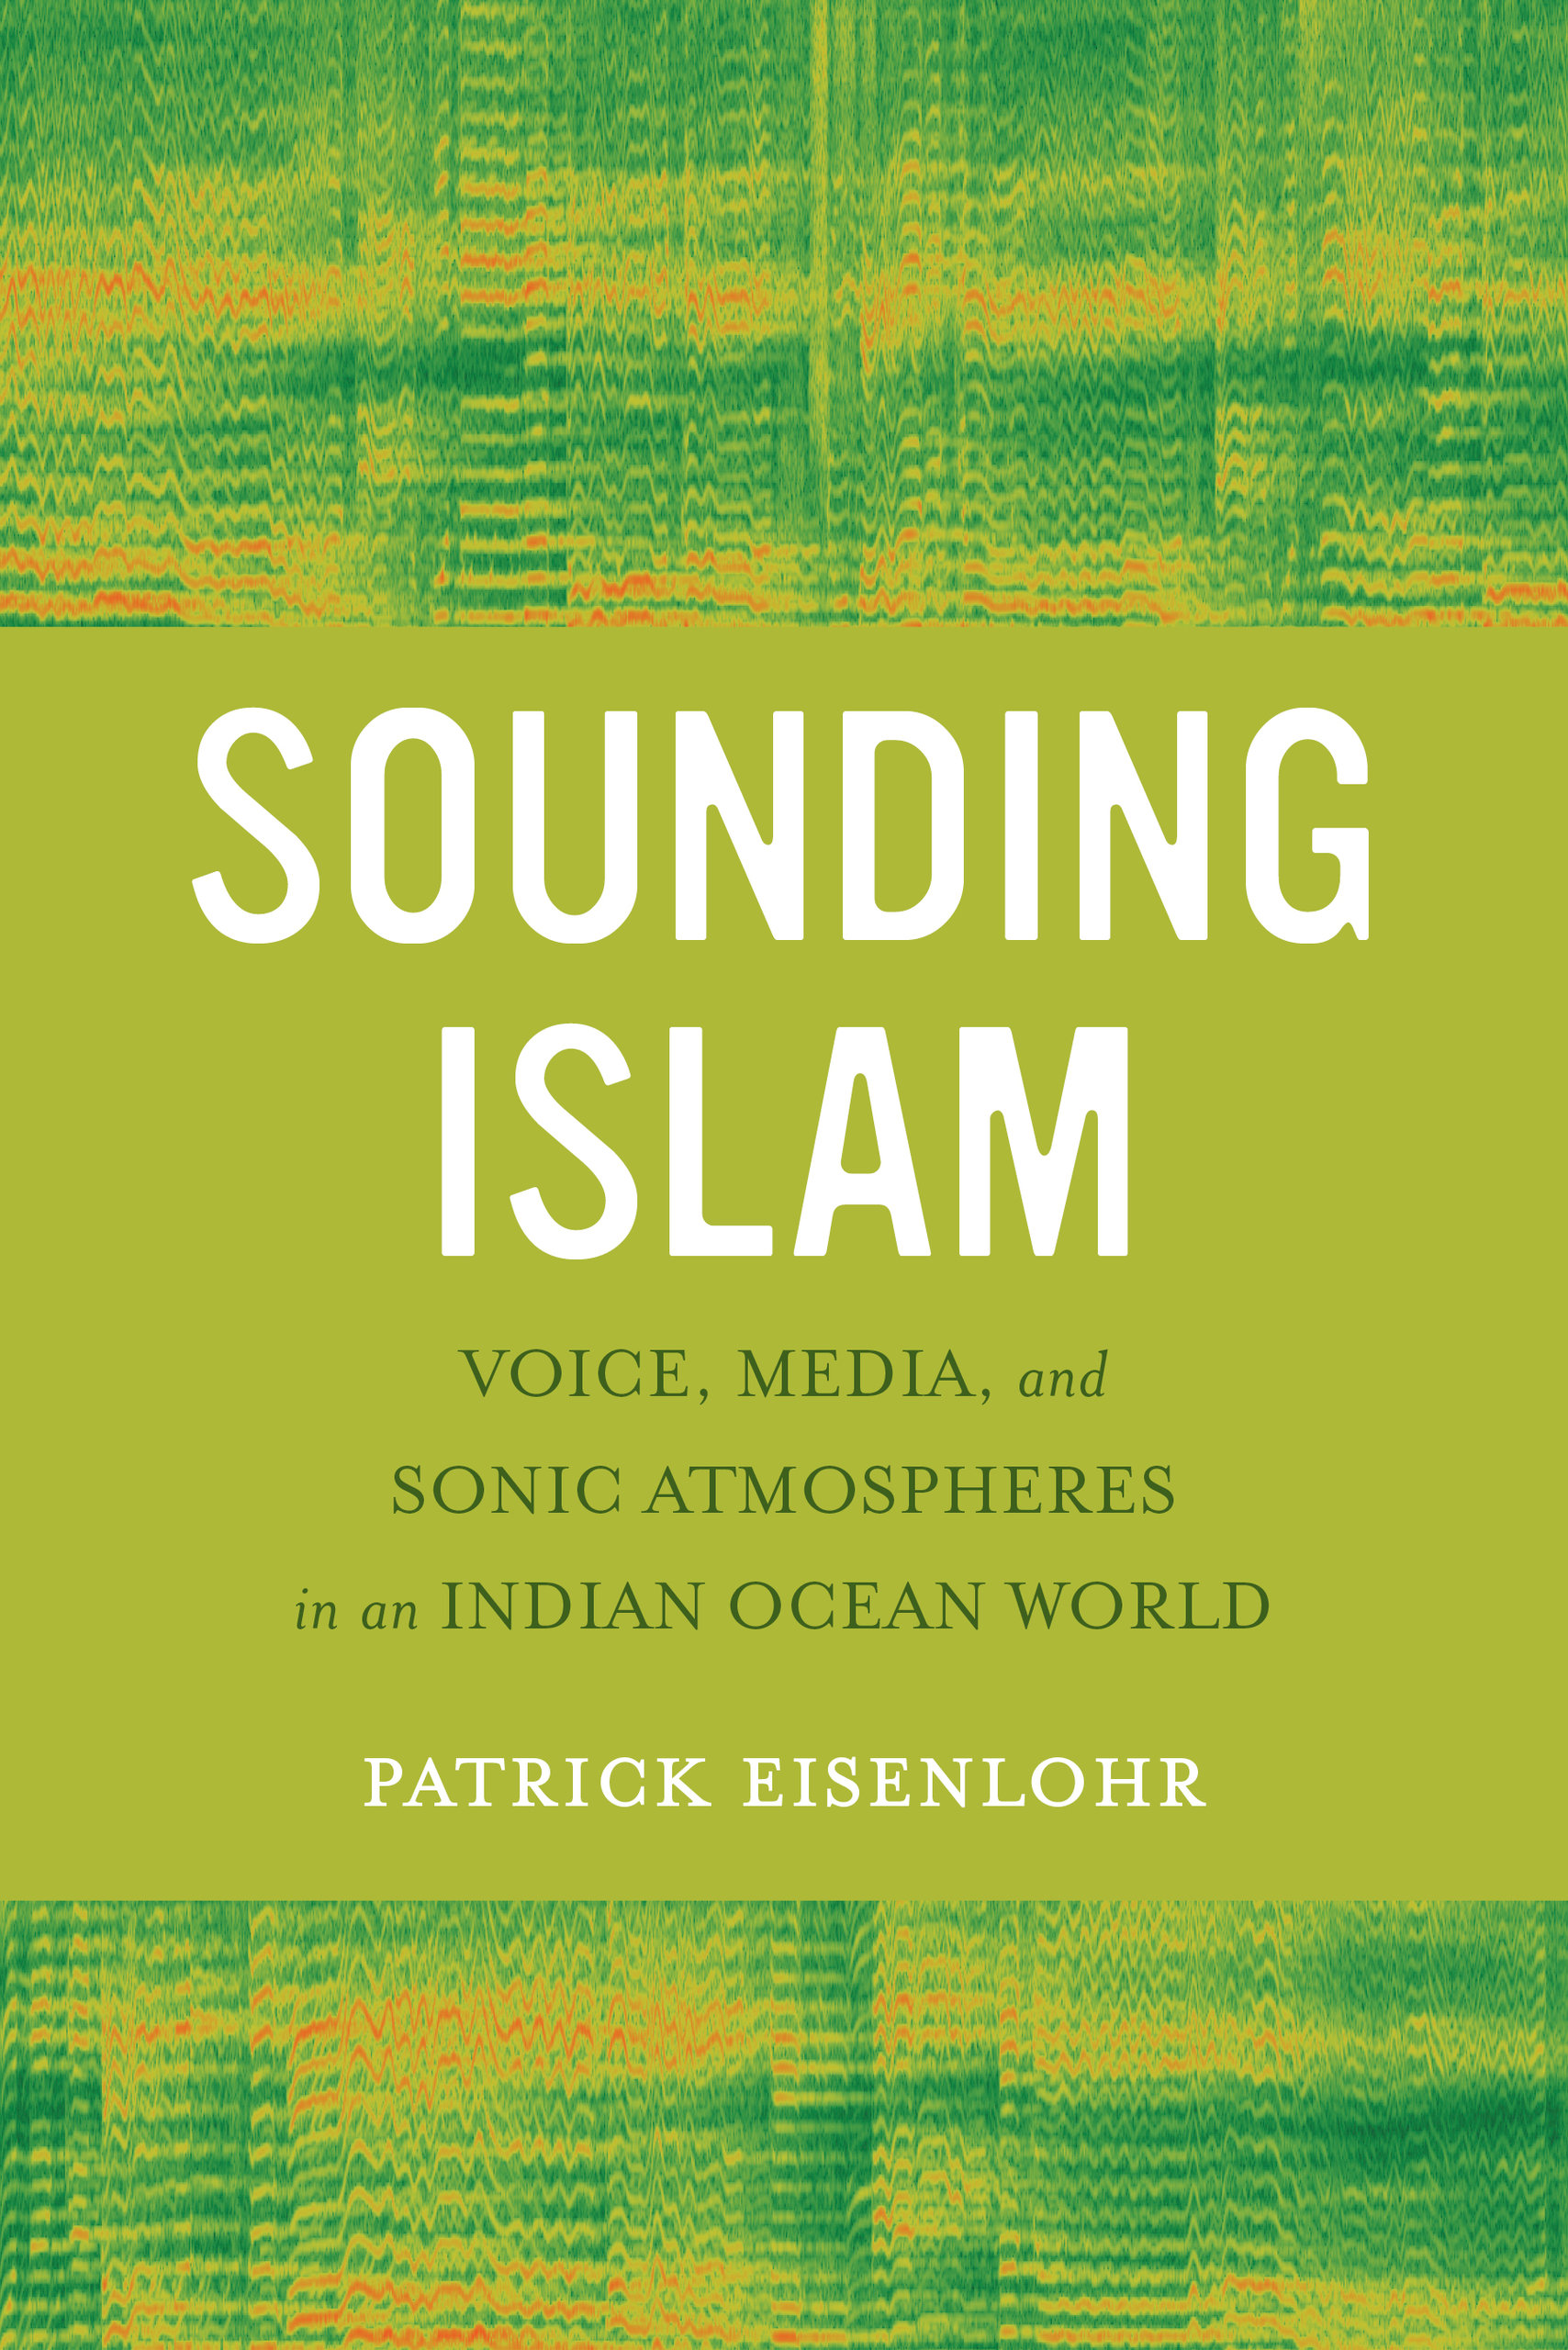 SOUNDING
ISLAM
VOICE, MEDIA, and
SONIC ATMOSPHERES
in an INDIAN OCEAN WORLD
PATRICK EISENLOHR